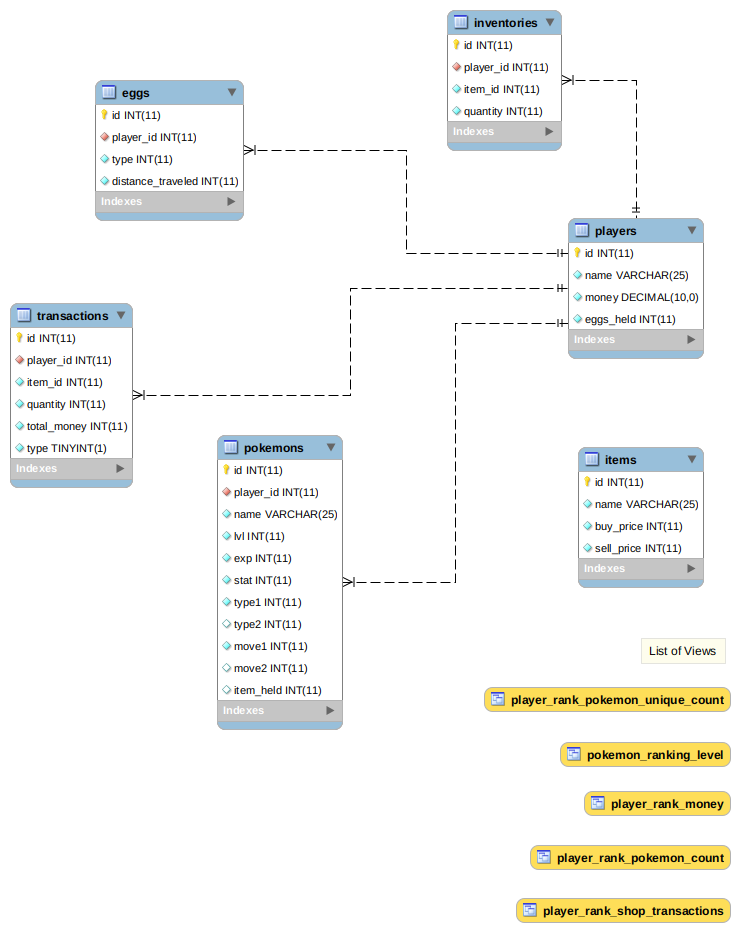 inventories
id INT(11)
player_id INT(11)
item_id INT(11)
quantity INT(11)
Indexes
eggs
id INT(11)
player_id INT(11)
type INT(11)
distance_traveled INT(11)
Indexes
players
id INT(11)
name VARCHAR(25)
money DECIMAL(10,0)
eggs_held INT(11)
Indexes
transactions
id INT(11)
player_id INT(11)
item_id INT(11)
quantity INT(11)
total_money INT(11)
type TINYINT(1)
Indexes
pokemons
id INT(11)
player_id INT(11)
name VARCHAR(25)
lvl INT(11)
exp INT(11)
stat INT(11)
type1 INT(11)
type2 INT(11)
move1 INT(11)
move2 INT(11)
item_held INT(11)
Indexes
items
id INT(11)
name VARCHAR(25)
buy_price INT(11)
sell_price INT(11)
Indexes
List of Views
player_rank_pokemon_unique_count
pokemon_ranking_level
player_rank_money
player_rank_pokemon_count
player_rank_shop_transactions